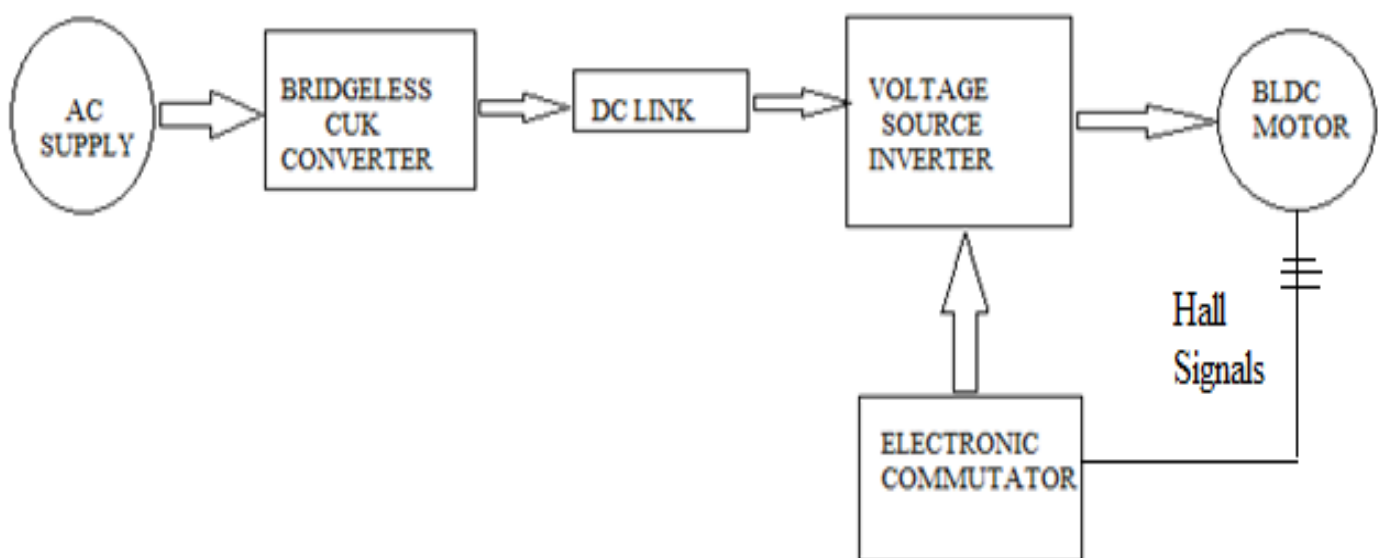 AC
SUPPLY
BRIDGELESS
CUK
CONVERTER
DC LINK
VOLTAGE
SOURCE
INVERTER
BLDC
MOTOR
Hall
Signals
ELECTRONIC
COMMUTATOR